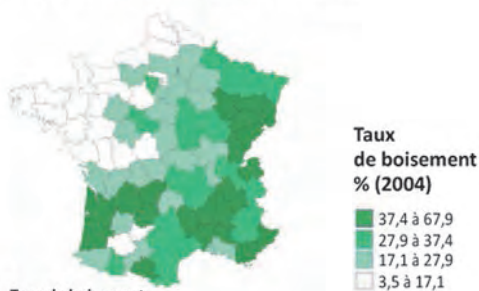 Taux
de boisement
% (2004)
37,4 à 67,9
27,9 à 37,4
17,1 à 27,9
3,5 à 17,1